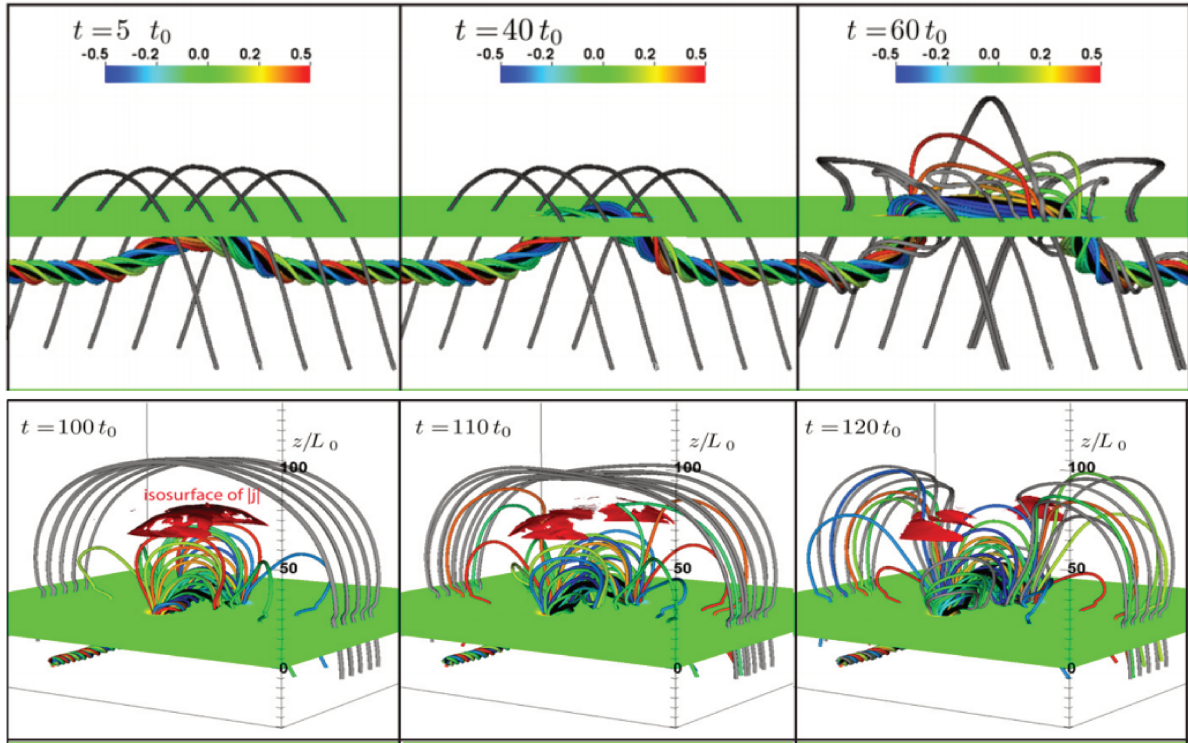 t = 5 t₀
-0.5 -0.2 0.0 0.2 0.5
t = 40 t₀
-0.5 -0.2 0.0 0.2 0.5
t = 60 t₀
-0.5 -0.2 0.0 0.2 0.5
t = 100 t₀
z/L₀
100
isosurface of |j|
50
0
t = 110 t₀
z/L₀
100
50
0
t = 120 t₀
z/L₀
100
50
0